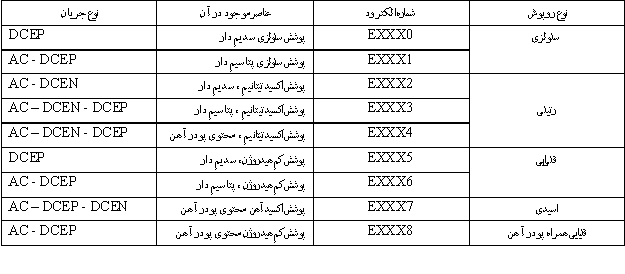 نوع روپوش	شماره الکترود	عناصر موجود در آن	نوع جریان
سلولزی	EXXX0	پوشش سلولزی سدیم دار	DCEP
EXXX1	پوشش سلولزی پتاسیم دار	AC - DCEP
رتیلی	EXXX2	پوشش اکسید تیتانیم ، سدیم دار	AC - DCEN
EXXX3	پوشش اکسید تیتانیم ، پتاسیم دار	AC – DCEN - DCEP
EXXX4	پوشش اکسید تیتانیم ، محتوی پودر آهن	AC – DCEN - DCEP
قلیایی	EXXX5	پوشش کم هیدروژن، سدیم دار	DCEP
EXXX6	پوشش کم هیدروژن ، پتاسیم دار	AC - DCEP
اسیدی	EXXX7	پوشش اکسید آهن محتوی پودر آهن	AC – DCEP - DCEN
قلیایی همراه پودر آهن	EXXX8	پوشش کم هیدروژن محتوی پودر آهن	AC - DCEP